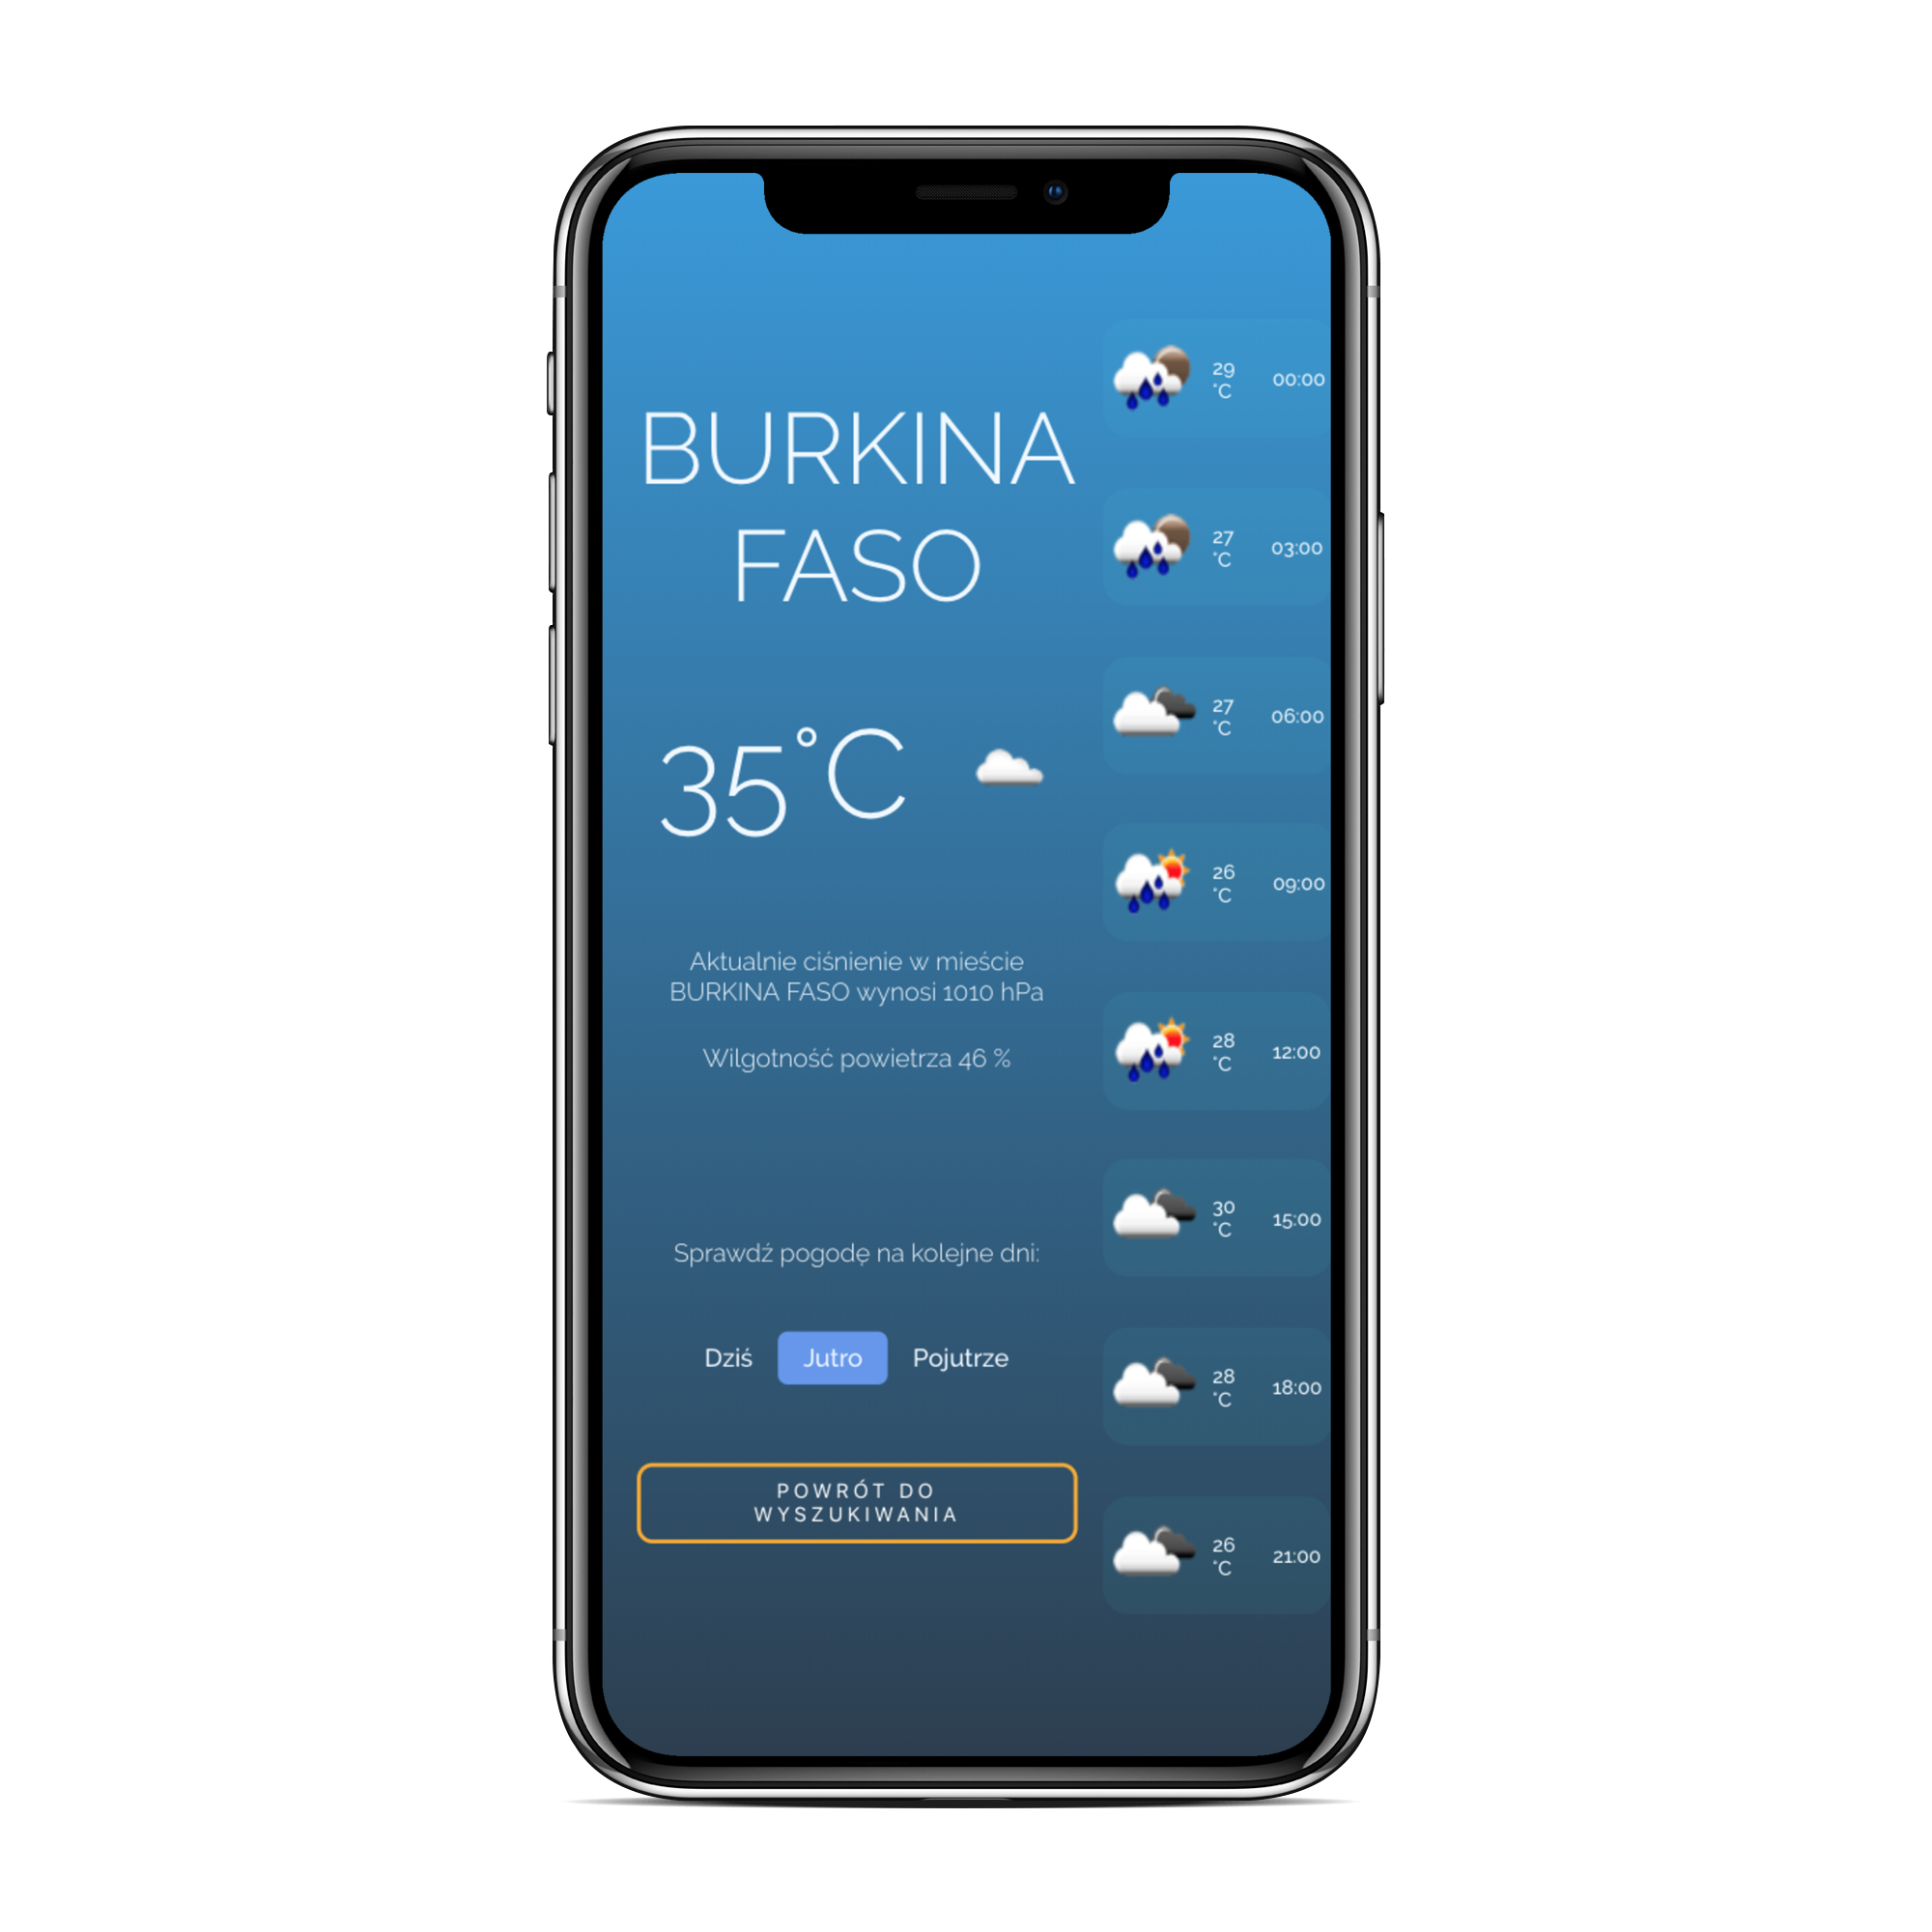 BURKINA
FASO
35°C
Aktualnie ciśnienie w mieście
BURKINA FASO wynosi 1010 hPa
Wilgotność powietrza 46 %
Sprawdź pogodę na kolejne dni:
Dziś Jutro Pojutrze
POWRÓT DO
WYSZUKIWANIA
29
°C
00:00
27
°C
03:00
27
°C
06:00
26
°C
09:00
28
°C
12:00
30
°C
15:00
28
°C
18:00
26
°C
21:00